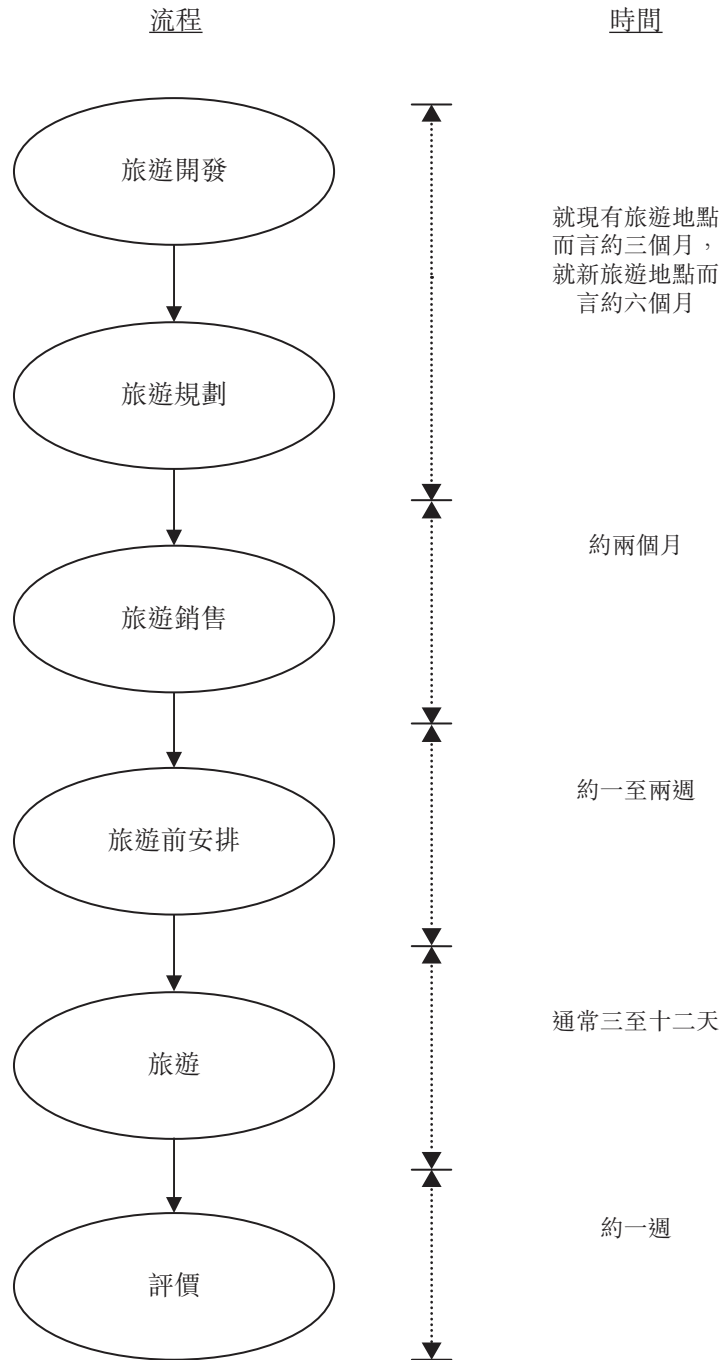 流程
時間
旅遊開發
就現有旅遊地點
而言約三個月，
就新旅遊地點而
言約六個月
旅遊規劃
旅遊銷售
約兩個月
旅遊前安排
約一至兩週
旅遊
通常三至十二天
評價
約一週